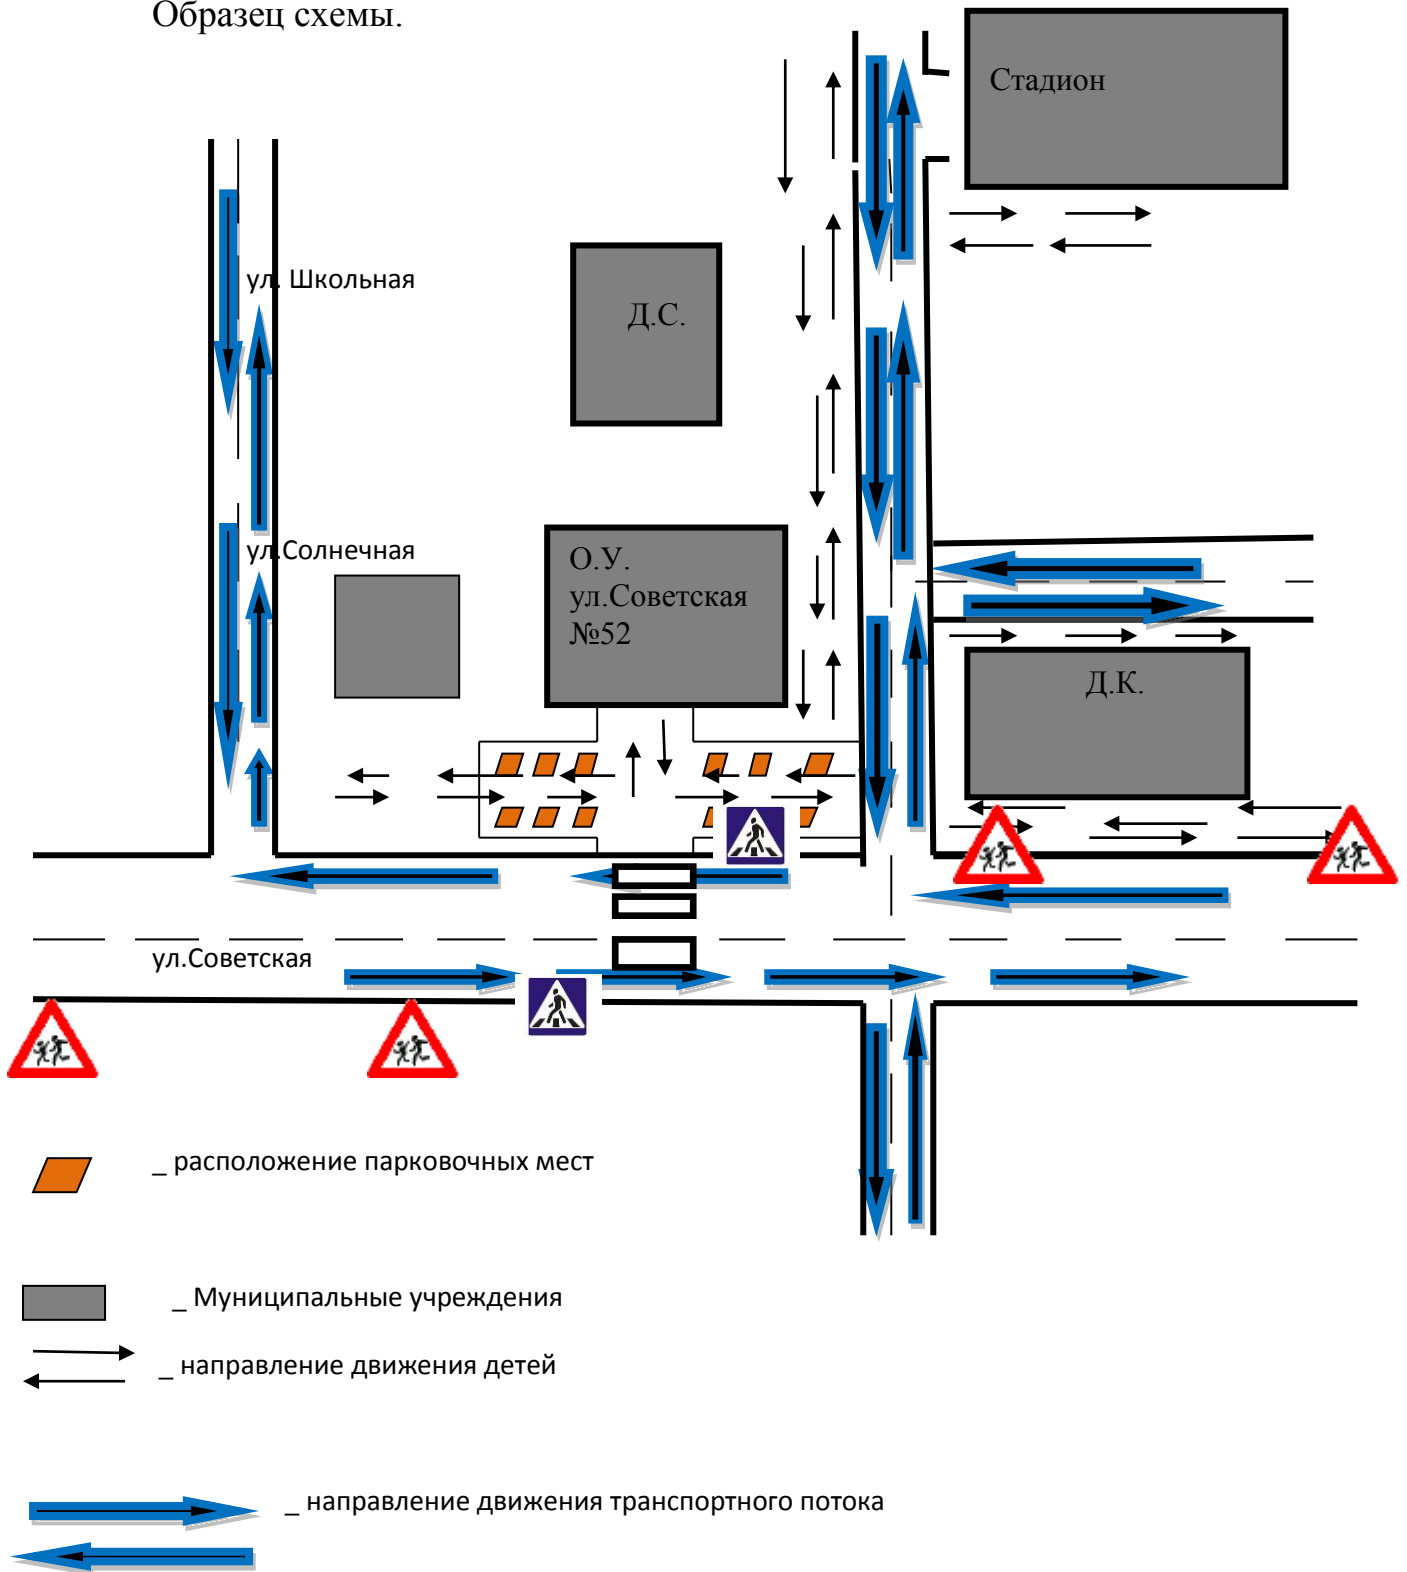 Образец схемы.
Стадион
ул. Школьная
Д.С.
ул.Солнечная
О.У.
ул.Советская
№52
Д.К.
ул.Советская
_ расположение парковочных мест
_ Муниципальные учреждения
_ направление движения детей
_ направление движения транспортного потока